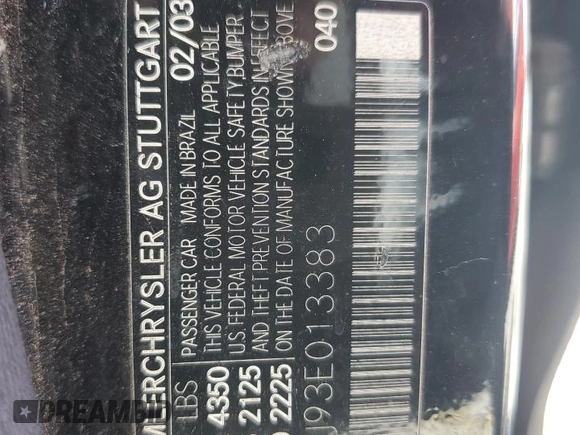 MERCHRYSLER AG STUTTGART
02/03
LBS PASSENGER CAR MADE IN BRAZIL
4350 THIS VEHICLE CONFORMS TO ALL APPLICABLE
2125 U.S. FEDERAL MOTOR VEHICLE SAFETY BUMPER
2225 AND THEFT PREVENTION STANDARDS IN EFFECT
ON THE DATE OF MANUFACTURE SHOWN ABOVE
93E013383
040
DREAMBID